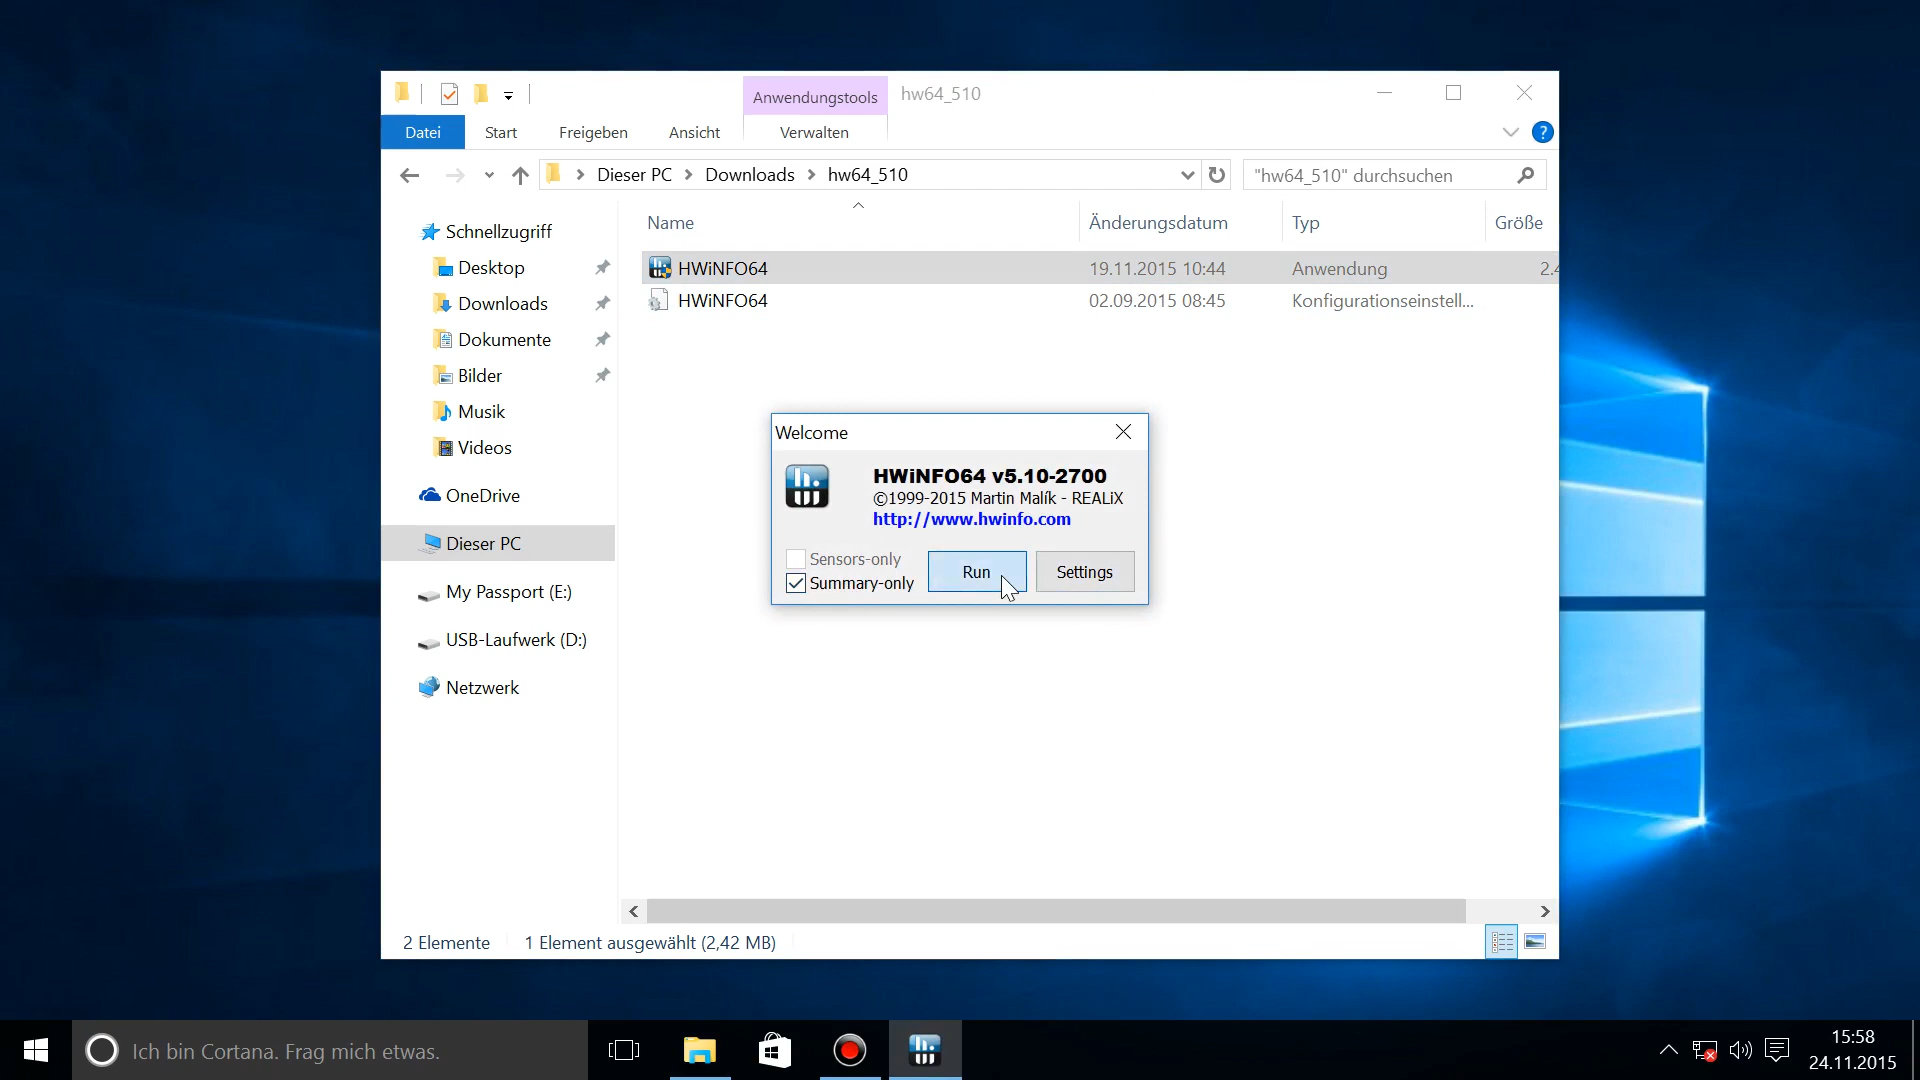 Anwendungstools
hw64_510
Datei
Start
Freigeben
Ansicht
Verwalten
?
Dieser PC
Downloads
hw64_510
"hw64_510" durchsuchen
Name
Änderungsdatum
Typ
Größe
HWiNFO64
19.11.2015 10:44
Anwendung
2.4
HWiNFO64
02.09.2015 08:45
Konfigurationseinstell...
Schnellzugriff
Desktop
Downloads
Dokumente
Bilder
Musik
Videos
OneDrive
Dieser PC
My Passport (E:)
USB-Laufwerk (D:)
Netzwerk
Welcome
HWiNFO64 v5.10-2700
©1999-2015 Martin Malík - REALiX
http://www.hwinfo.com
Sensors-only
Summary-only
Run
Settings
2 Elemente
1 Element ausgewählt (2,42 MB)
Ich bin Cortana. Frag mich etwas.
15:58
24.11.2015